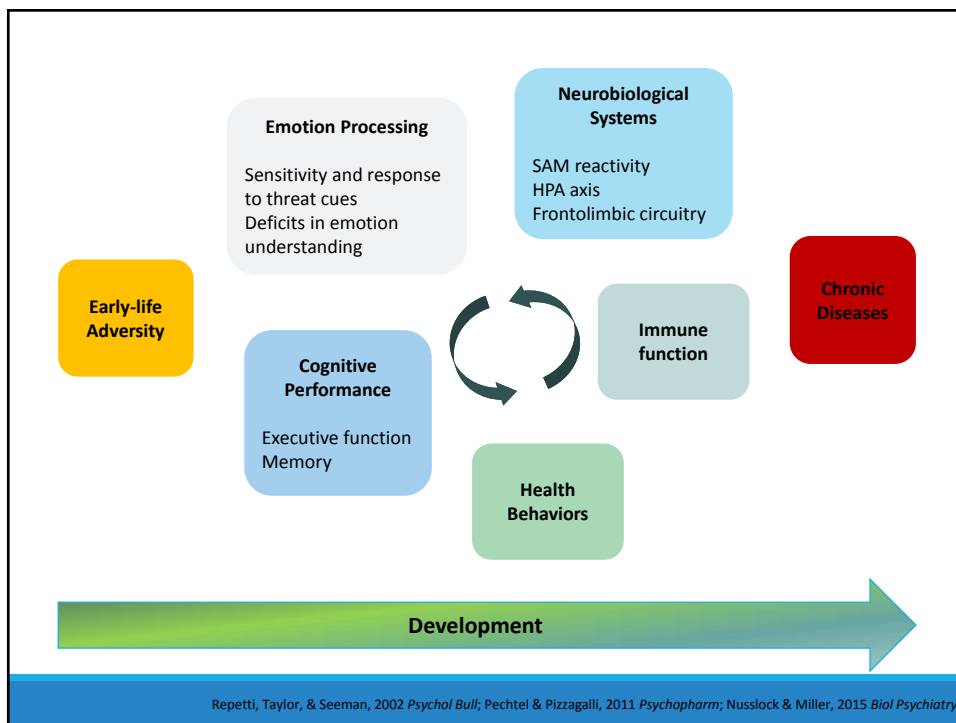 Emotion Processing
Sensitivity and response
to threat cues
Deficits in emotion
understanding
Neurobiological
Systems
SAM reactivity
HPA axis
Frontolimbic circuitry
Early-life
Adversity
Cognitive
Performance
Executive function
Memory
Immune
function
Chronic
Diseases
Health
Behaviors
Development
Repetti, Taylor, & Seeman, 2002 Psychol Bull; Pechtel & Pizzagalli, 2011 Psychopharm; Nusslock & Miller, 2015 Biol Psychiatry